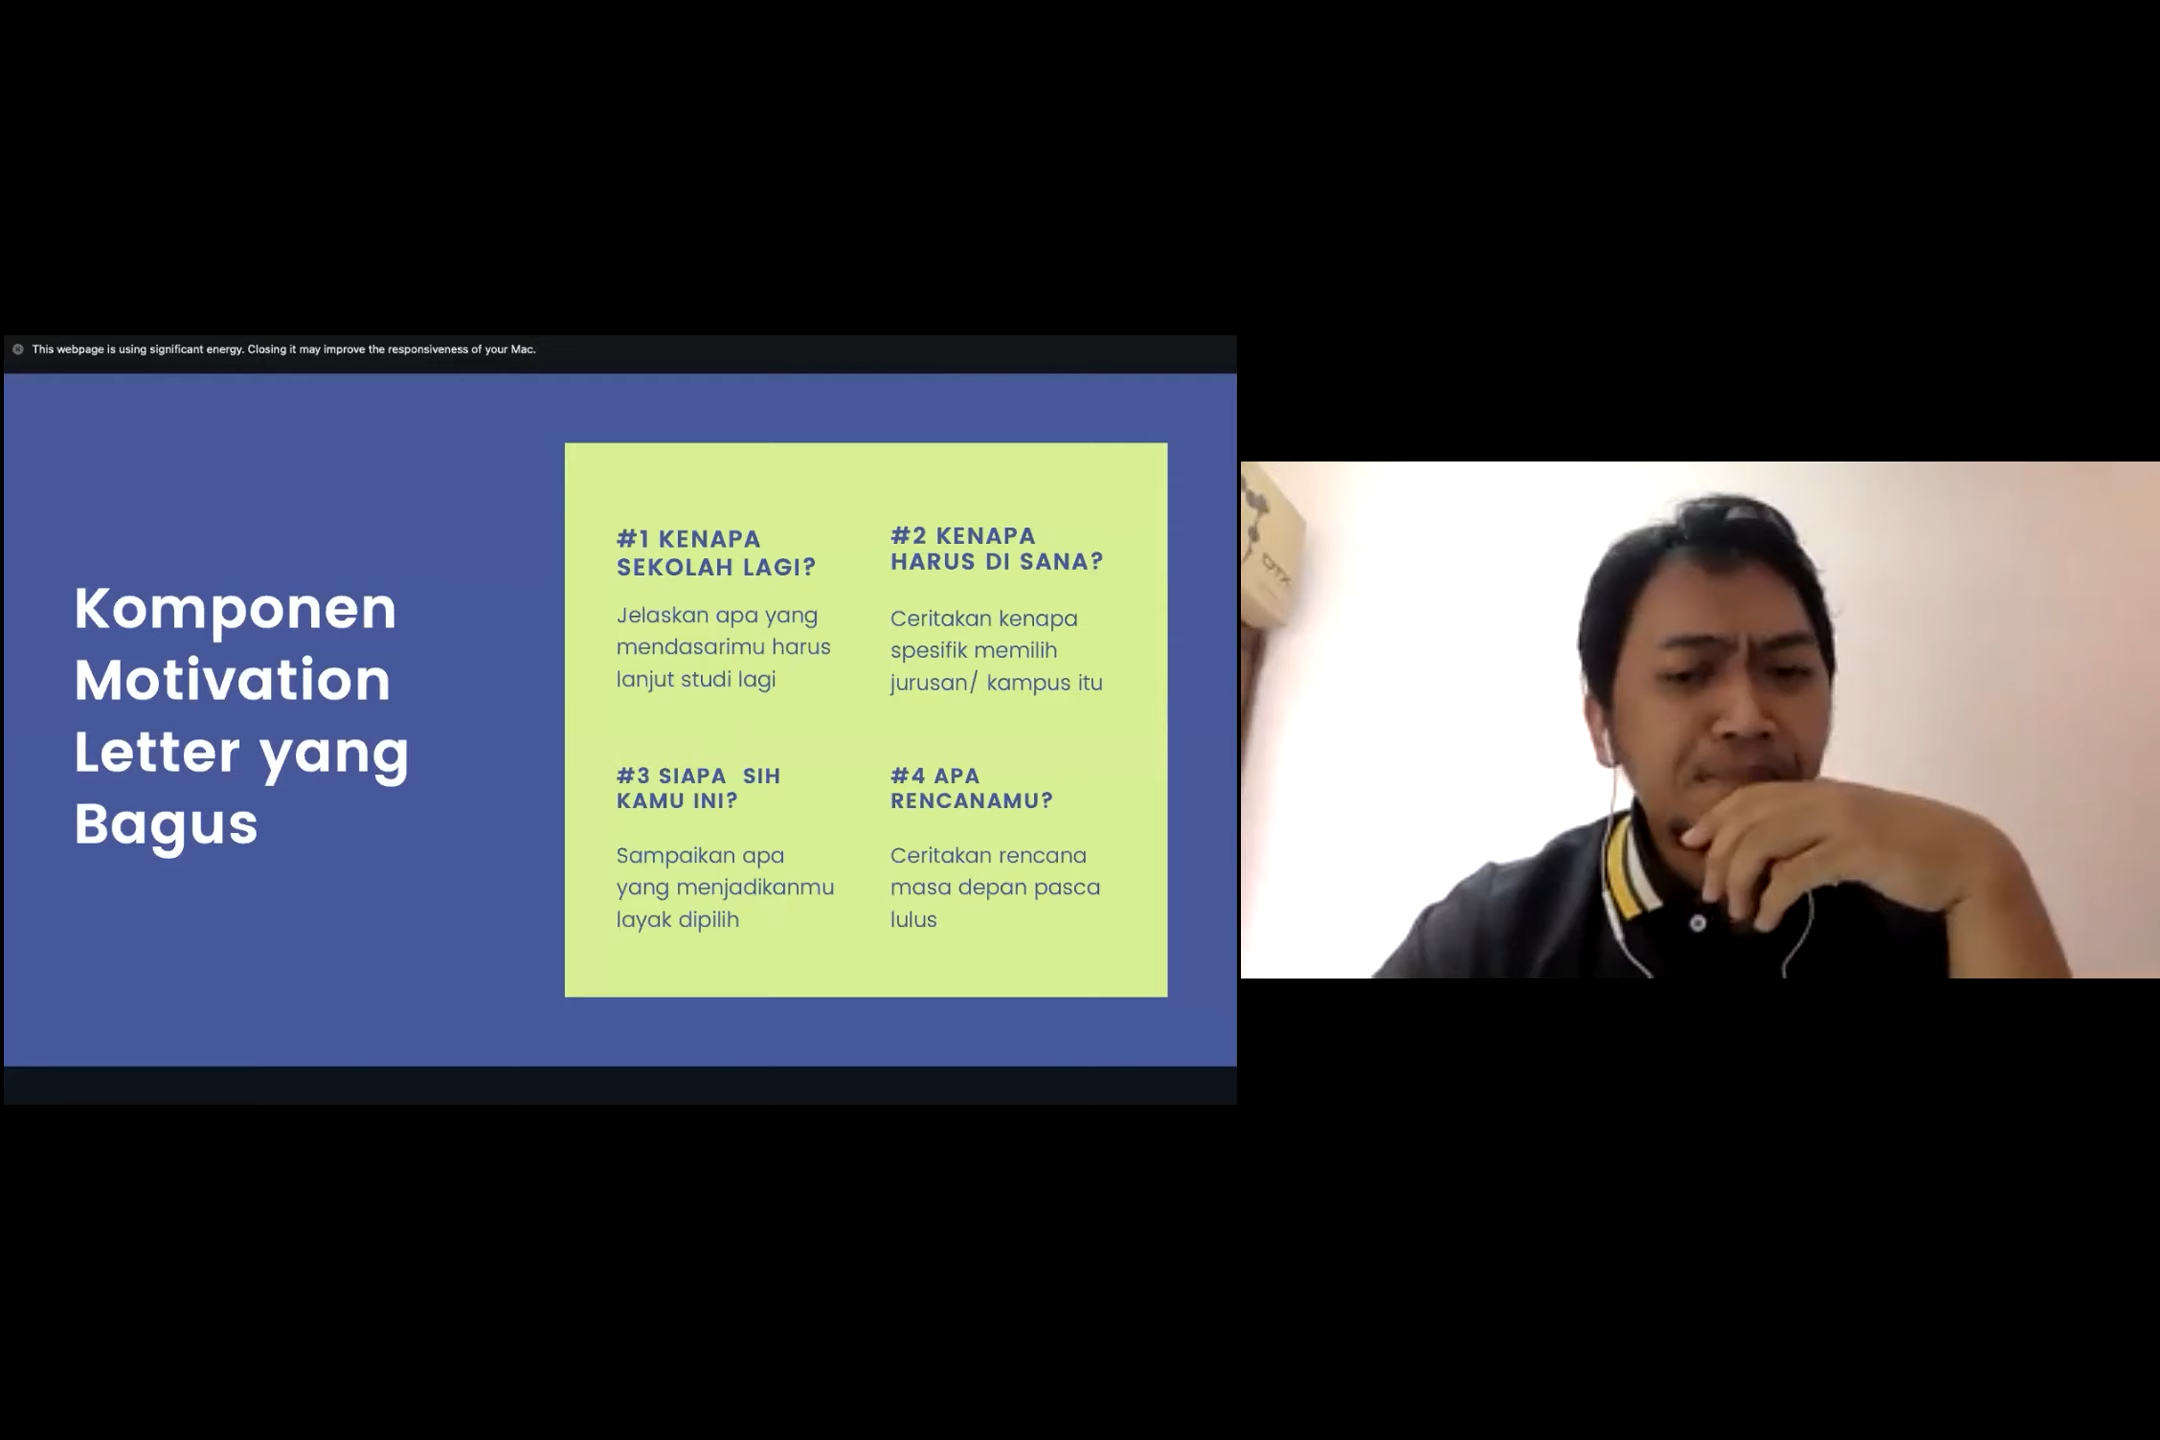 This webpage is using significant energy. Closing it may improve the responsiveness of your Mac.
Komponen
Motivation
Letter yang
Bagus
#1 KENAPA
SEKOLAH LAGI?
Jelaskan apa yang
mendasarimu harus
lanjut studi lagi
#2 KENAPA
HARUS DI SANA?
Ceritakan kenapa
spesifik memilih
jurusan/ kampus itu
#3 SIAPA  SIH
KAMU INI?
Sampaikan apa
yang menjadikanmu
layak dipilih
#4 APA
RENCANAMU?
Ceritakan rencana
masa depan pasca
lulus